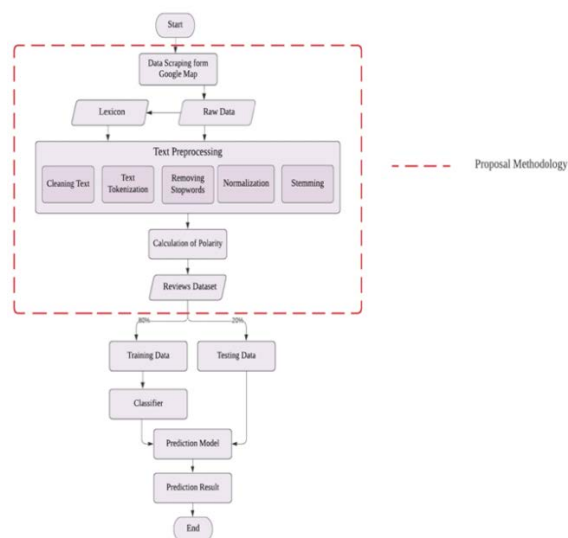 Start
Data Scraping form
Google Map
Lexicon
Raw Data
Text Preprocessing
Cleaning Text
Text
Tokenization
Removing
Stopwords
Normalization
Stemming
Calculation of Polarity
Reviews Dataset
80%
20%
Training Data
Testing Data
Classifier
Prediction Model
Prediction Result
End
Proposal Methodology